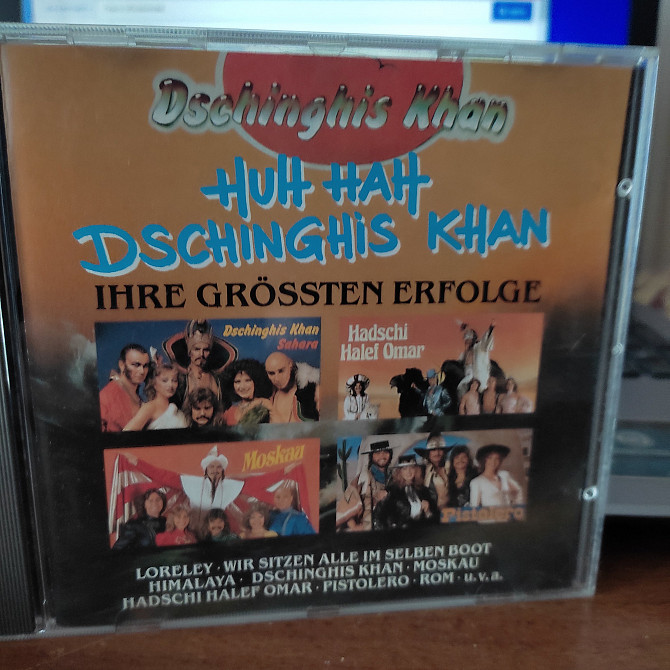 Dschinghis Khan
HUH HAH
DSCHINGHIS KHAN
IHRE GRÖSSTEN ERFOLGE
Dschinghis Khan
Sahara
Hadschi
Halef Omar
Moskau
Pistolero
LORELEY · WIR SITZEN ALLE IM SELBEN BOOT
HIMALAYA · DSCHINGHIS KHAN · MOSKAU
HADSCHI HALEF OMAR · PISTOLERO · ROM · u.v.a.